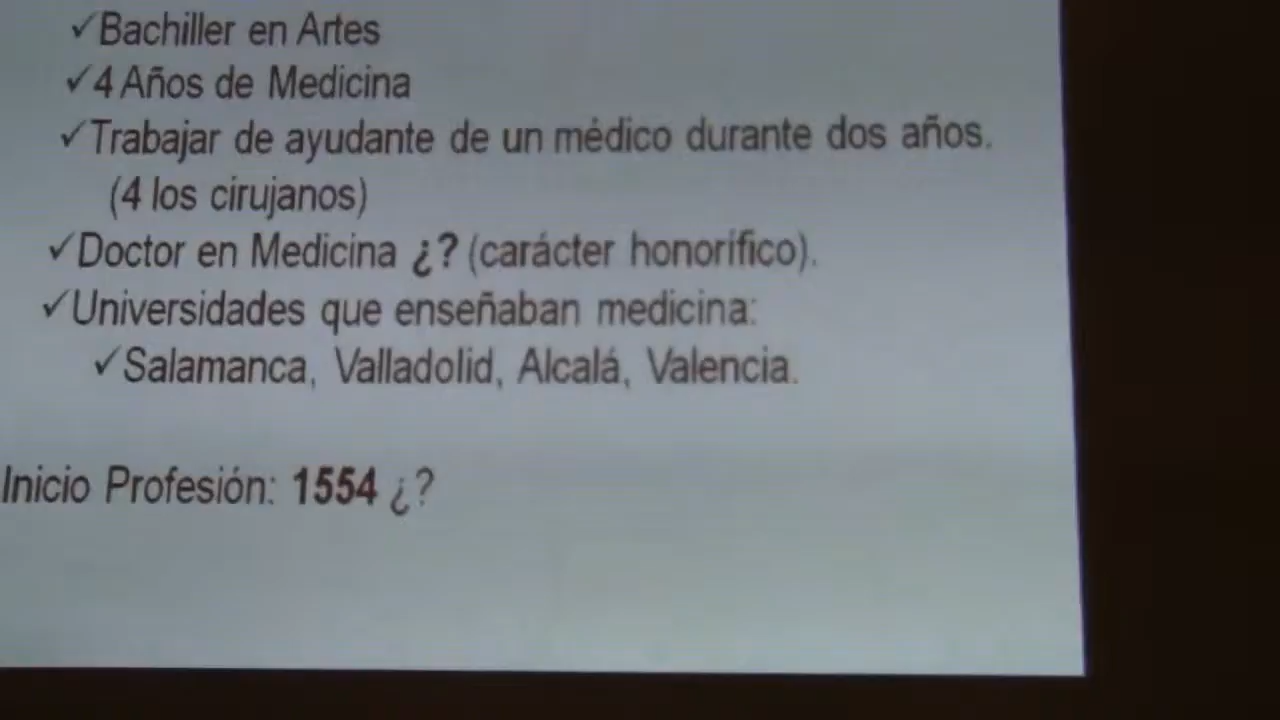 ✓Bachiller en Artes
✓4 Años de Medicina
✓Trabajar de ayudante de un médico durante dos años.
(4 los cirujanos)
✓Doctor en Medicina ¿? (carácter honorífico).
✓Universidades que enseñaban medicina:
✓Salamanca, Valladolid, Alcalá, Valencia.
Inicio Profesión: 1554 ¿?